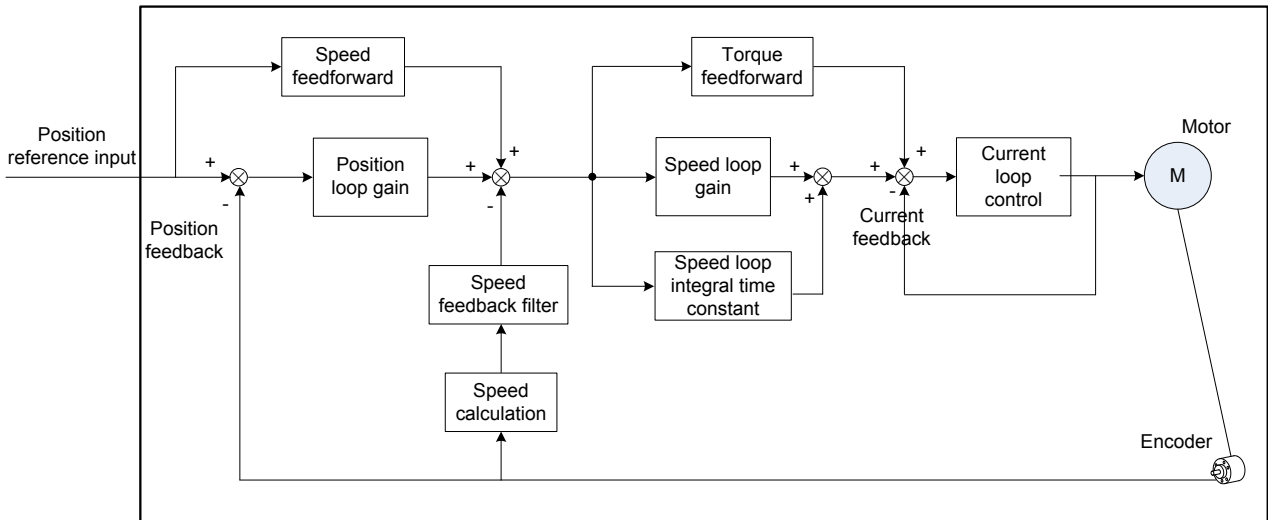 Speed
feedforward
Torque
feedforward
Position
reference input
Motor
+
-
Position
loop gain
+
+
-
Speed loop
gain
+
+
+
+
-
Current
loop
control
M
Position
feedback
Current
feedback
Speed
feedback filter
Speed loop
integral time
constant
Speed
calculation
Encoder